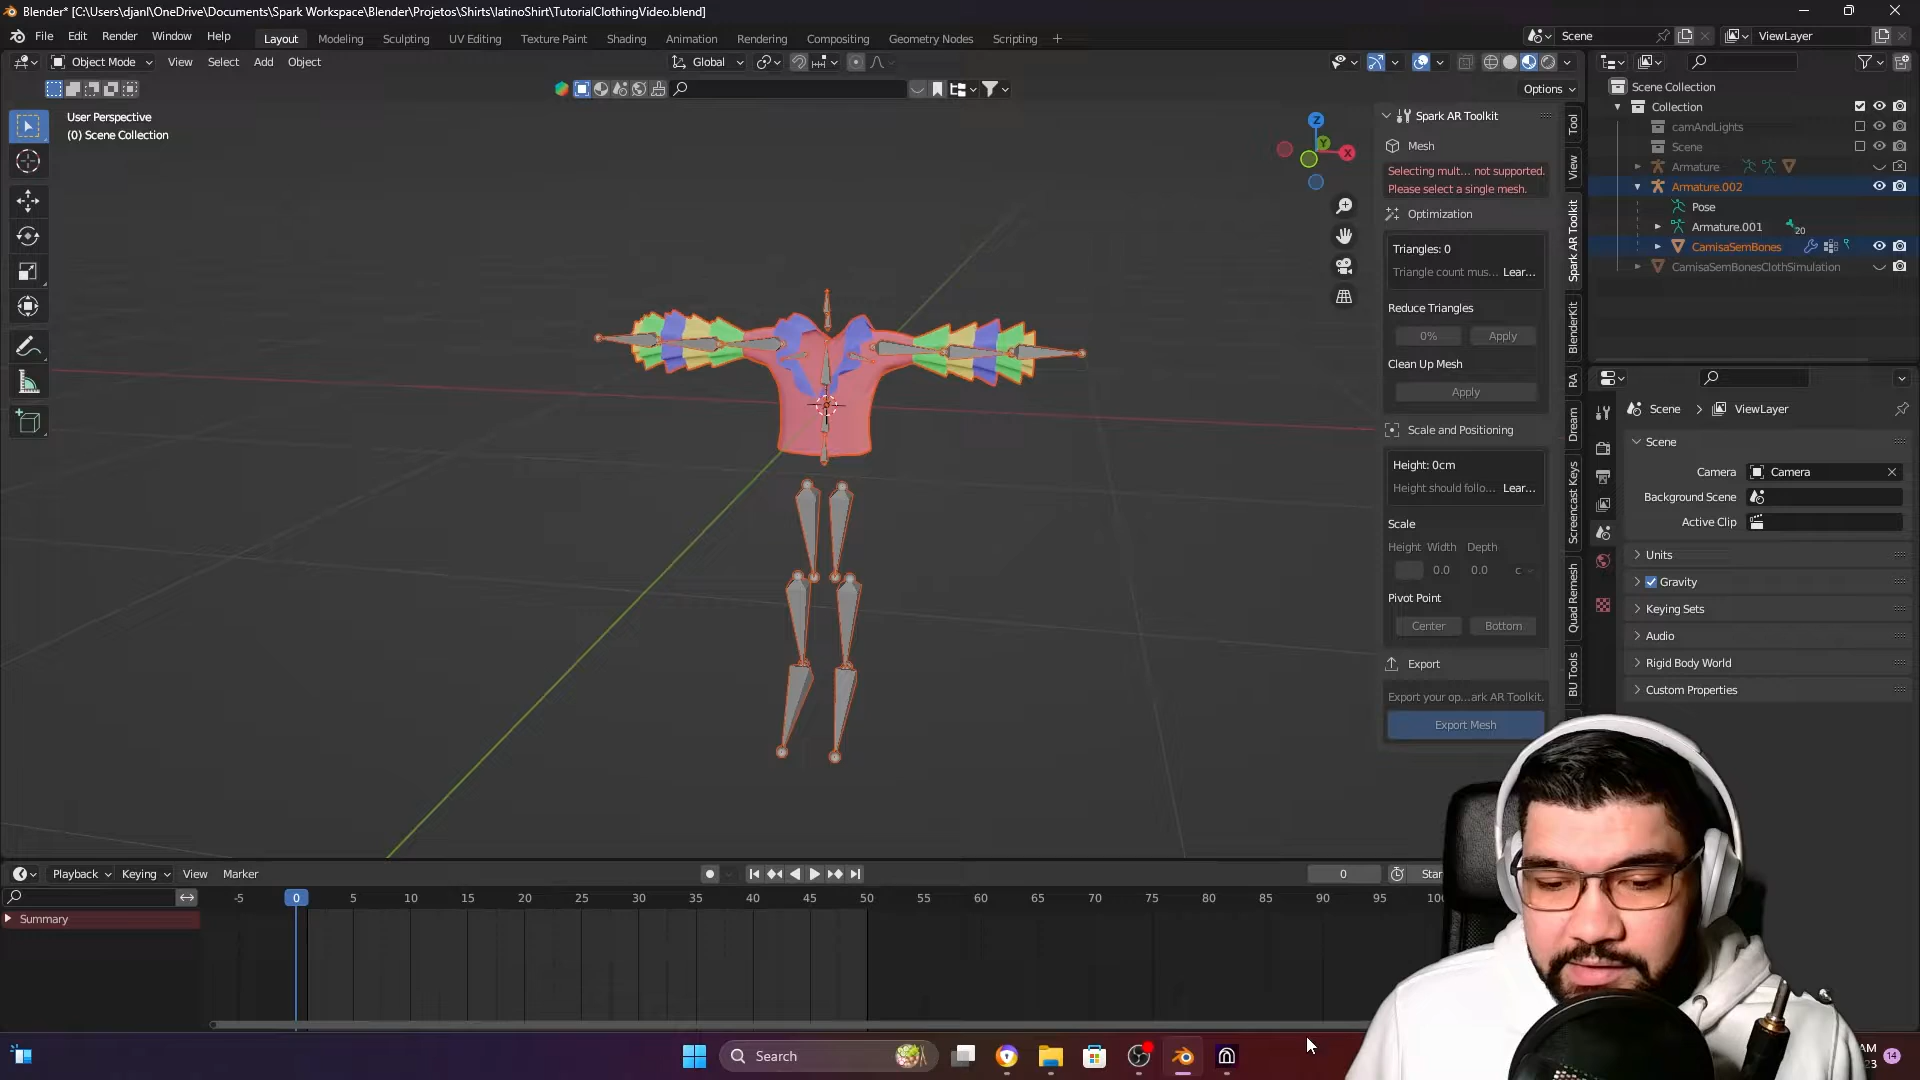 Blender* [C:\Users\djanl\OneDrive\Documents\Spark Workspace\Blender\Projetos\Shirts\latinoShirt\TutorialClothingVideo.blend]
File Edit Render Window Help Layout Modeling Sculpting UV Editing Texture Paint Shading Animation Rendering Compositing Geometry Nodes Scripting + Scene ViewLayer
Object Mode View Select Add Object Global
Options
User Perspective
(0) Scene Collection
Z
Y
X
Spark AR Toolkit
Mesh
Selecting mult... not supported.
Please select a single mesh.
Optimization
Triangles: 0
Triangle count mus... Lear...
Reduce Triangles
0% Apply
Clean Up Mesh
Apply
Scale and Positioning
Height: 0cm
Height should follo... Lear...
Scale
Height Width Depth
0.0 0.0 c
Pivot Point
Center Bottom
Export
Export your op...ark AR Toolkit.
Export Mesh
Tool
View
Spark AR Toolkit
BlenderKit
RA
Dream
Screencast Keys
Quad Remesh
BU Tools
Scene Collection
Collection
camAndLights
Scene
Armature
Armature.002
Pose
Armature.001 20
CamisaSemBones
CamisaSemBonesClothSimulation
Scene ViewLayer
Scene
Camera Camera
Background Scene
Active Clip
Units
Gravity
Keying Sets
Audio
Rigid Body World
Custom Properties
Playback Keying View Marker 0 Star
-5 0 5 10 15 20 25 30 35 40 45 50 55 60 65 70 75 80 85 90 95 100
Summary
Search
AM
23
14